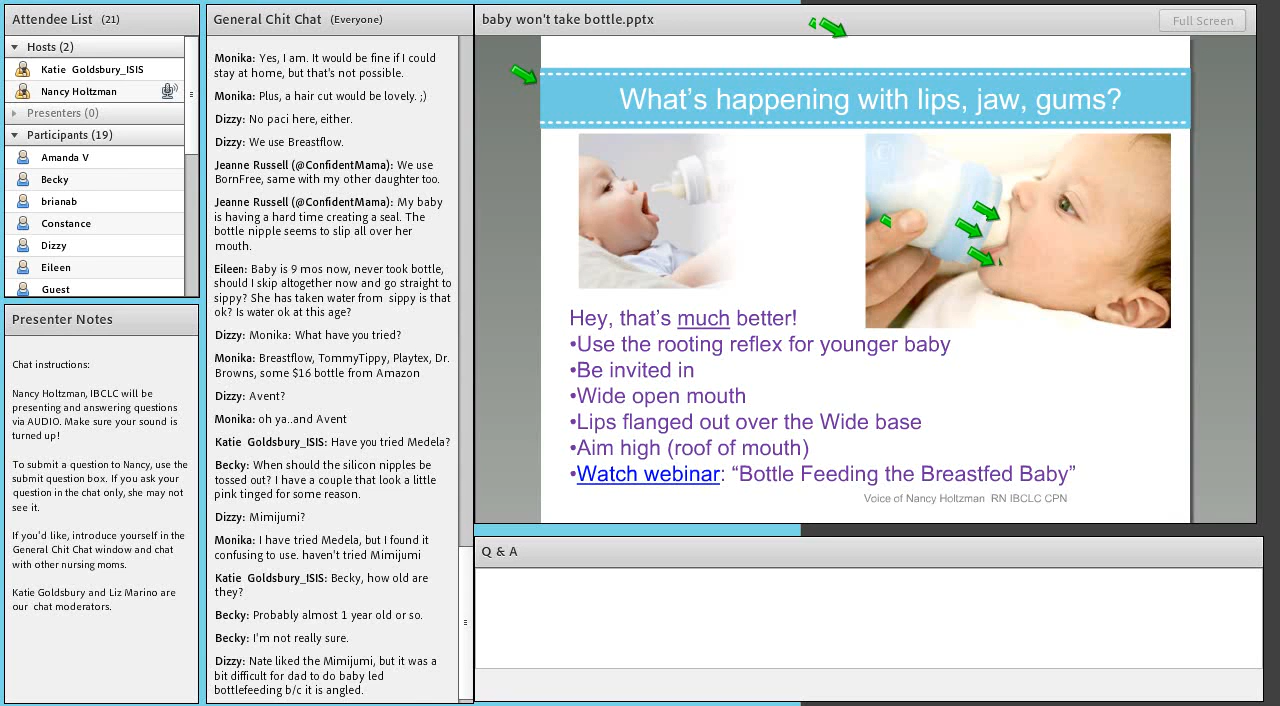 Attendee List (21)
Hosts (2)
Katie Goldsbury_ISIS
Nancy Holtzman
Presenters (0)
Participants (19)
Amanda V
Becky
brianab
Constance
Dizzy
Eileen
Guest
Presenter Notes
Chat instructions:
Nancy Holtzman, IBCLC will be
presenting and answering questions
via AUDIO. Make sure your sound is
turned up!
To submit a question to Nancy, use the
submit question box. If you ask your
question in the chat only, she may not
see it.
If you'd like, introduce yourself in the
General Chit Chat window and chat
with other nursing moms.
Katie Goldsbury and Liz Marino are
our chat moderators.
General Chit Chat (Everyone)
Monika: Yes, I am. It would be fine if I could
stay at home, but that's not possible.
Monika: Plus, a hair cut would be lovely. ;)
Dizzy: No paci here, either.
Dizzy: We use Breastflow.
Jeanne Russell (@ConfidentMama): We use
BornFree, same with my other daughter too.
Jeanne Russell (@ConfidentMama): My baby
is having a hard time creating a seal. The
bottle nipple seems to slip all over her
mouth.
Eileen: Baby is 9 mos now, never took bottle,
should I skip altogether now and go straight to
sippy? She has taken water from sippy is that
ok? Is water ok at this age?
Dizzy: Monika: What have you tried?
Monika: Breastflow, TommyTippy, Playtex, Dr.
Browns, some $16 bottle from Amazon
Dizzy: Avent?
Monika: oh ya..and Avent
Katie Goldsbury_ISIS: Have you tried Medela?
Becky: When should the silicon nipples be
tossed out? I have a couple that look a little
pink tinged for some reason.
Dizzy: Mimijumi?
Monika: I have tried Medela, but I found it
confusing to use. haven't tried Mimijumi
Katie Goldsbury_ISIS: Becky, how old are
they?
Becky: Probably almost 1 year old or so.
Becky: I'm not really sure.
Dizzy: Nate liked the Mimijumi, but it was a
bit difficult for dad to do baby led
bottlefeeding b/c it is angled.
baby won't take bottle.pptx
Full Screen
What's happening with lips, jaw, gums?
©
Hey, that's much better!
•Use the rooting reflex for younger baby
•Be invited in
•Wide open mouth
•Lips flanged out over the Wide base
•Aim high (roof of mouth)
•Watch webinar: “Bottle Feeding the Breastfed Baby”
Voice of Nancy Holtzman RN IBCLC CPN
Q & A